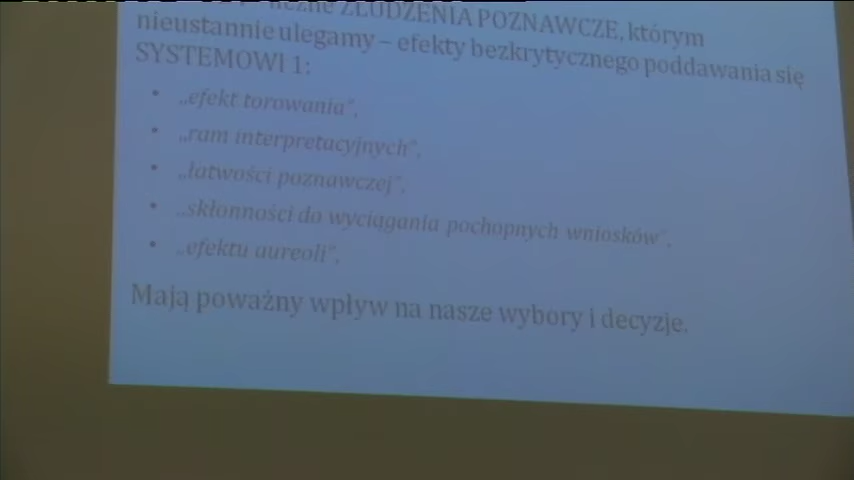 ZŁUDZENIA POZNAWCZE, którym
nieustannie ulegamy – efekty bezkrytycznego poddawania się
SYSTEMOWI 1:
• „efekt torowania”,
• „ram interpretacyjnych”,
• „łatwości poznawczej”,
• „skłonności do wyciągania pochopnych wniosków”,
• „efektu aureoli”,
Mają poważny wpływ na nasze wybory i decyzje.